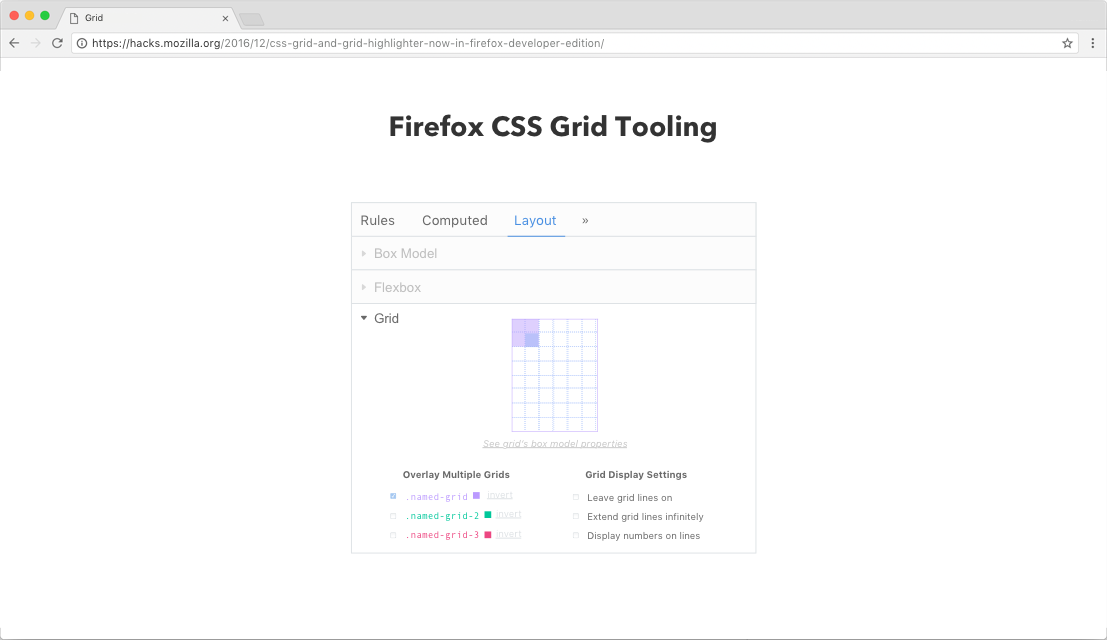 Grid
https://hacks.mozilla.org/2016/12/css-grid-and-grid-highlighter-now-in-firefox-developer-edition/
Firefox CSS Grid Tooling
Rules Computed Layout »
Box Model
Flexbox
Grid
See grid's box model properties
Overlay Multiple Grids
.named-grid invert
.named-grid-2 invert
.named-grid-3 invert
Grid Display Settings
Leave grid lines on
Extend grid lines infinitely
Display numbers on lines